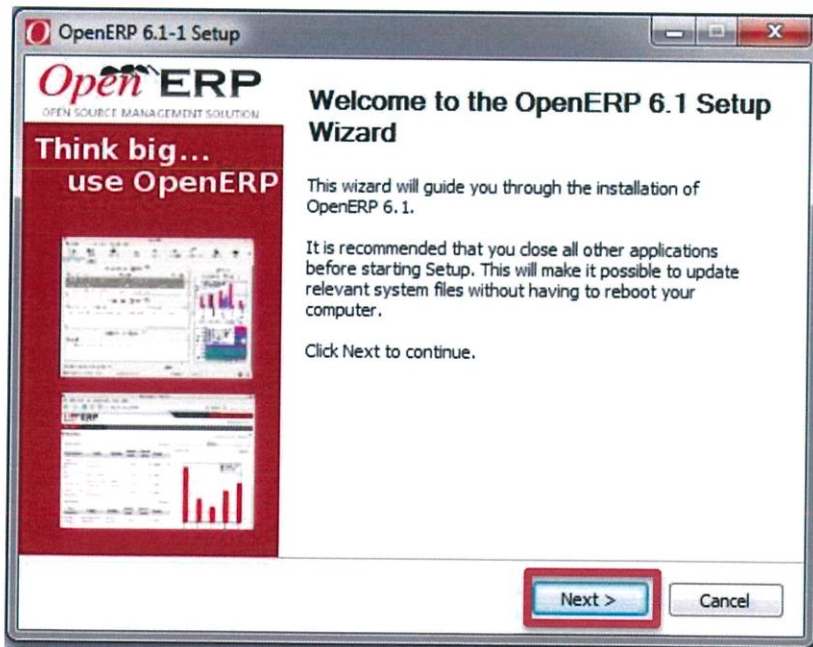 OpenERP 6.1-1 Setup
Open ERP
OPEN SOURCE MANAGEMENT SOLUTION
Think big...
use OpenERP
Welcome to the OpenERP 6.1 Setup
Wizard
This wizard will guide you through the installation of
OpenERP 6.1.
It is recommended that you close all other applications
before starting Setup. This will make it possible to update
relevant system files without having to reboot your
computer.
Click Next to continue.
Next >
Cancel